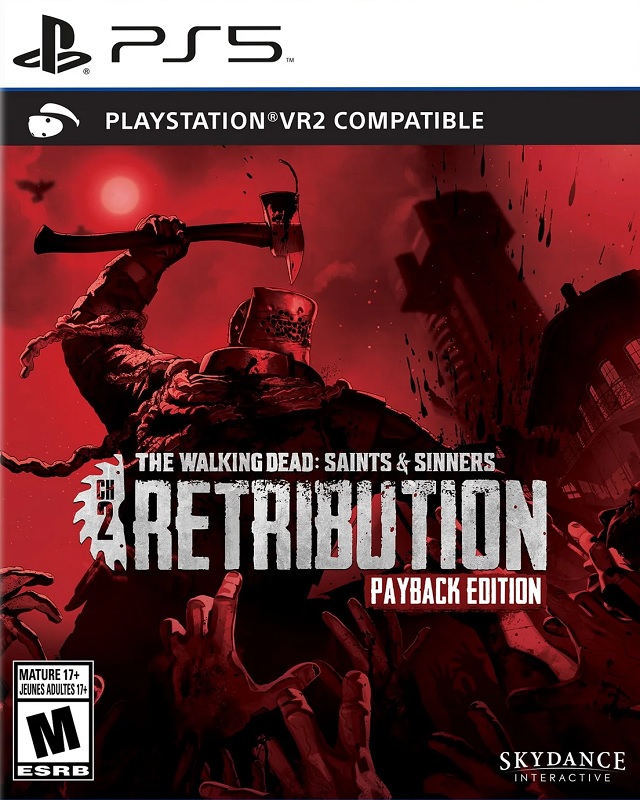 PS5™
PLAYSTATION®VR2 COMPATIBLE
THE WALKING DEAD: SAINTS & SINNERS
CH 2
RETRIBUTION
PAYBACK EDITION
MATURE 17+
JEUNES ADULTES 17+
M
ESRB
SKYDANCE
INTERACTIVE